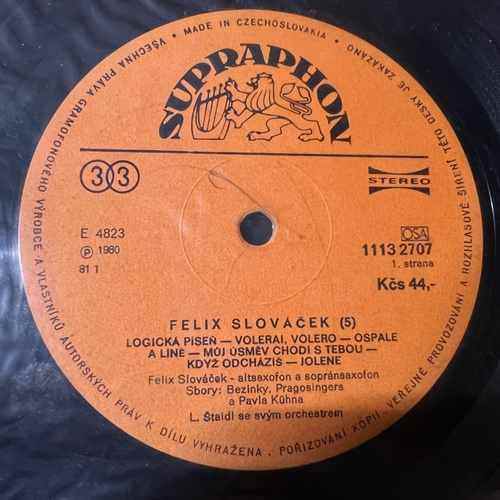 VŠECHNA PRÁVA GRAMOFONOVÉHO VÝROBCE A VLASTNÍKŮ AUTORSKÝCH PRÁV K DÍLU VYHRAŽENA. POŘIZOVÁNÍ KOPIÍ, VEŘEJNÉ PROVOZOVÁNÍ A ROZHLASOVÉ ŠÍŘENÍ TÉTO DESKY JE ZAKÁZÁNO
• MADE IN CZECHOSLOVAKIA •
SUPRAPHON
33
STEREO
E 4823
℗ 1980
81 1
OSA
1113 2707
1. strana
Kčs 44,-
FELIX SLOVÁČEK (5)
LOGICKÁ PÍSEŇ — VOLERAI, VOLERO — OSPALE
A LÍNĚ — MŮJ ÚSMĚV CHODÍ S TEBOU —
KDYŽ ODCHÁZÍŠ — JOLENE
Felix Slováček - altsaxofon a sopránsaxofon
Sbory: Bezinky, Pragosingers
a Pavla Kühna
L. Štaidl se svým orchestrem